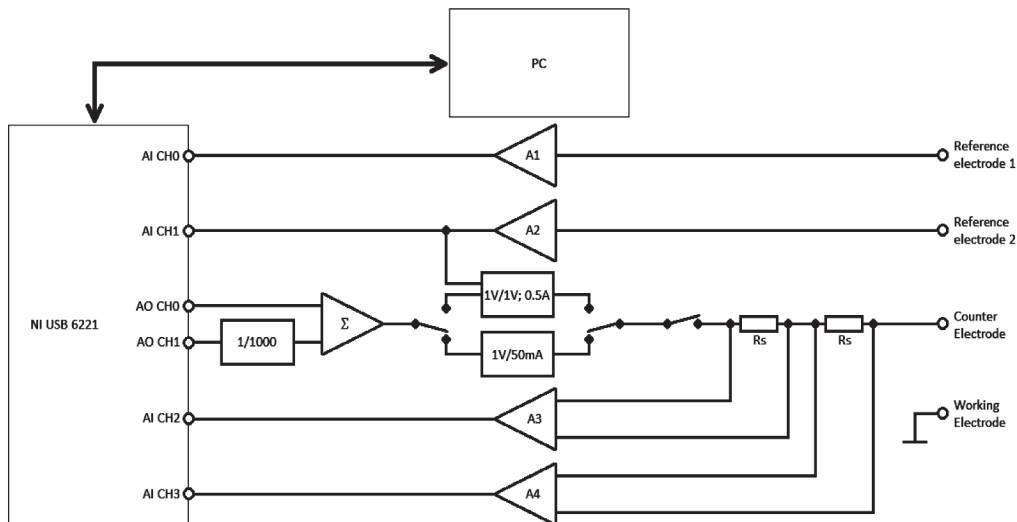 PC
AI CH0
A1
Reference
electrode 1
AI CH1
A2
Reference
electrode 2
1V/1V; 0.5A
AO CH0
NI USB 6221
Σ
Counter
Electrode
AO CH1
1/1000
1V/50mA
Rs
Rs
AI CH2
A3
Working
Electrode
AI CH3
A4